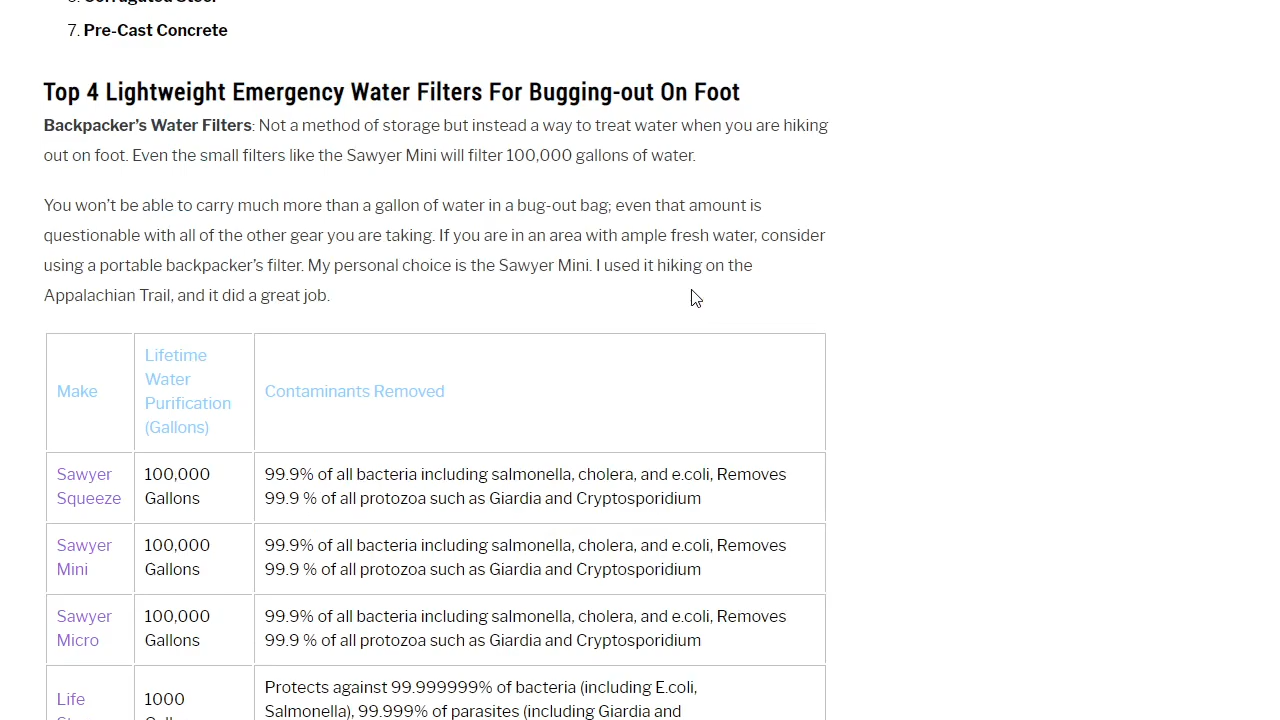 7. Pre-Cast Concrete
Top 4 Lightweight Emergency Water Filters For Bugging-out On Foot
Backpacker's Water Filters: Not a method of storage but instead a way to treat water when you are hiking
out on foot. Even the small filters like the Sawyer Mini will filter 100,000 gallons of water.
You won't be able to carry much more than a gallon of water in a bug-out bag; even that amount is
questionable with all of the other gear you are taking. If you are in an area with ample fresh water, consider
using a portable backpacker's filter. My personal choice is the Sawyer Mini. I used it hiking on the
Appalachian Trail, and it did a great job.
Make
Lifetime
Water
Purification
(Gallons)
Contaminants Removed
Sawyer
Squeeze
100,000
Gallons
99.9% of all bacteria including salmonella, cholera, and e.coli, Removes
99.9 % of all protozoa such as Giardia and Cryptosporidium
Sawyer
Mini
100,000
Gallons
99.9% of all bacteria including salmonella, cholera, and e.coli, Removes
99.9 % of all protozoa such as Giardia and Cryptosporidium
Sawyer
Micro
100,000
Gallons
99.9% of all bacteria including salmonella, cholera, and e.coli, Removes
99.9 % of all protozoa such as Giardia and Cryptosporidium
Life
1000
Protects against 99.999999% of bacteria (including E.coli,
Salmonella), 99.999% of parasites (including Giardia and